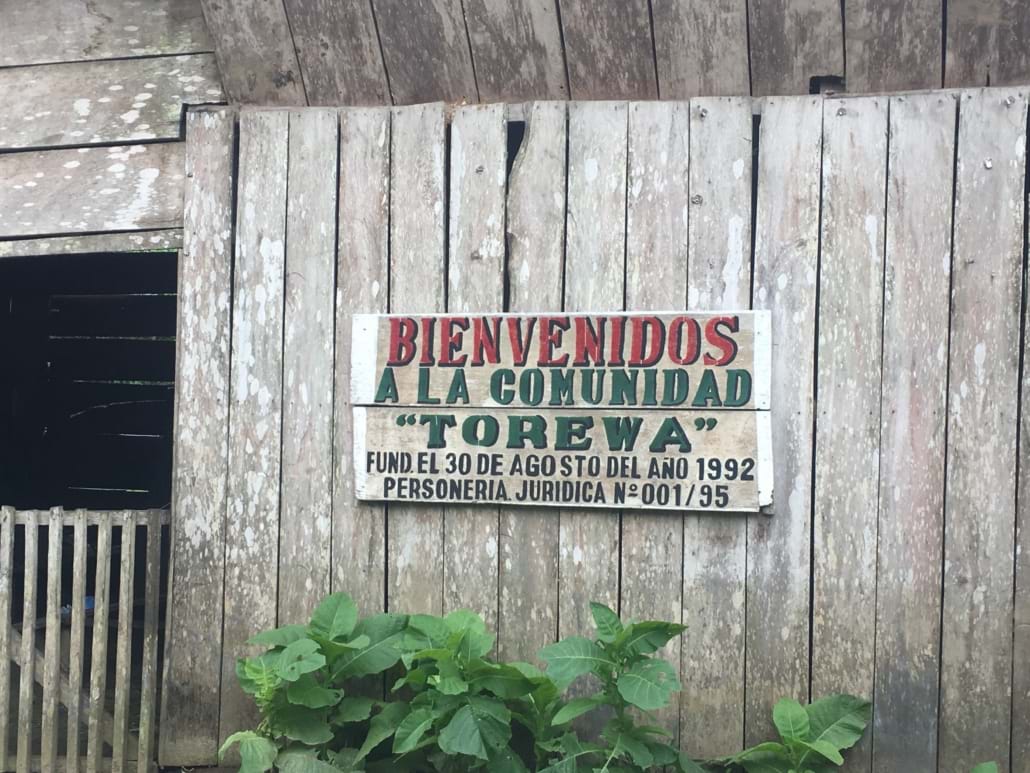 BIENVENIDOS
A LA COMUNIDAD
“TOREWA”
FUND. EL 30 DE AGOSTO DEL AÑO 1992
PERSONERIA. JURIDICA Nº 001/95